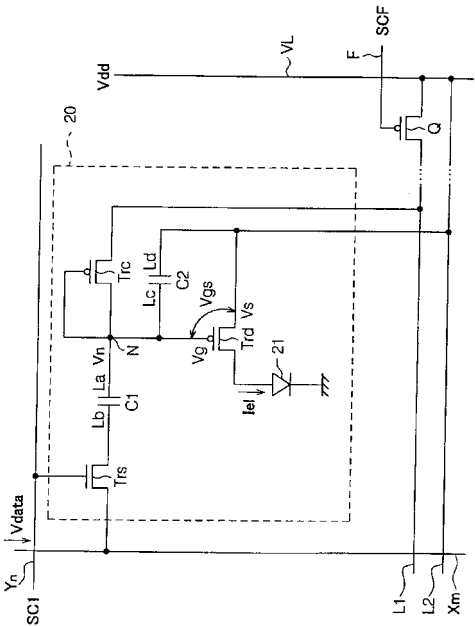 Yn
Vdata
SC1
20
Vdd
VL
F
SCF
Q
Trc
Trs
Lb
La
Vn
C1
N
Lc
Ld
C2
Vgs
Vg
Vs
Trd
Iel
21
L1
L2
Xm